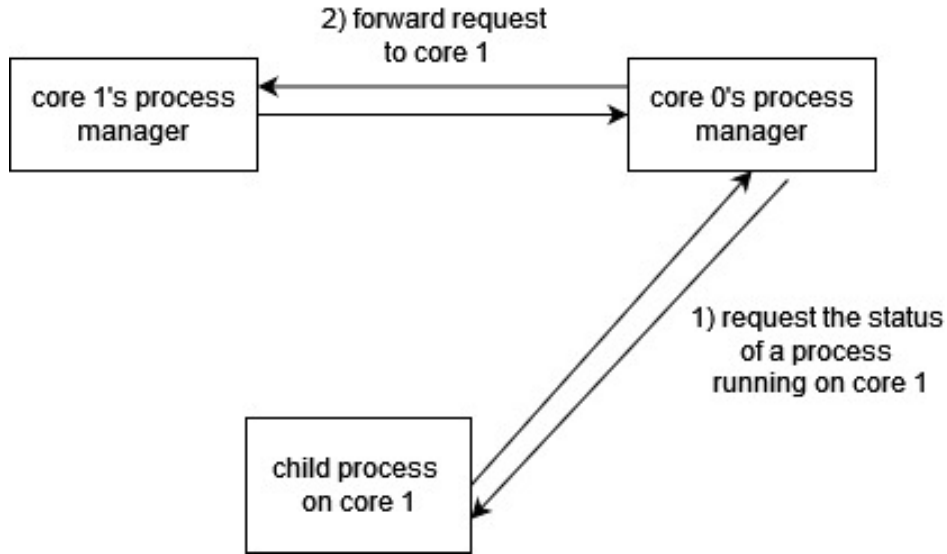 2) forward request
to core 1
core 1's process
manager
core 0's process
manager
1) request the status
of a process
running on core 1
child process
on core 1